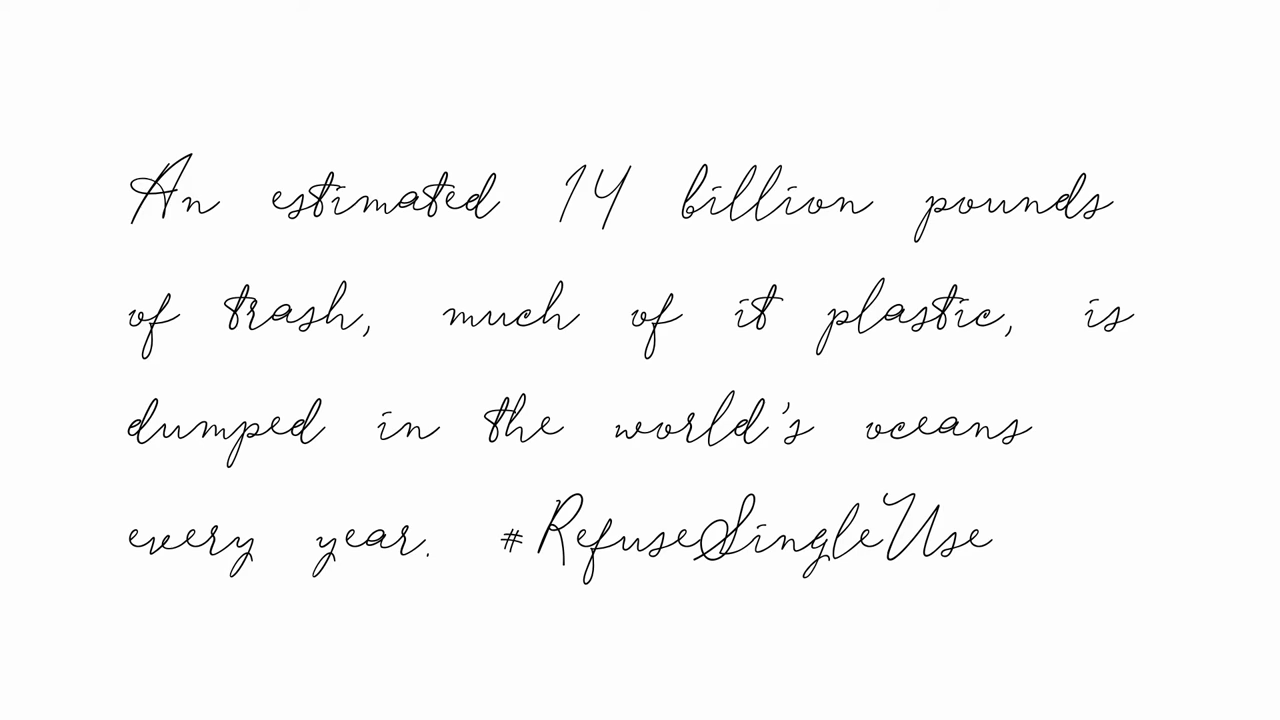 An estimated 14 billion pounds
of trash, much of it plastic, is
dumped in the world's oceans
every year. #RefuseSingleUse